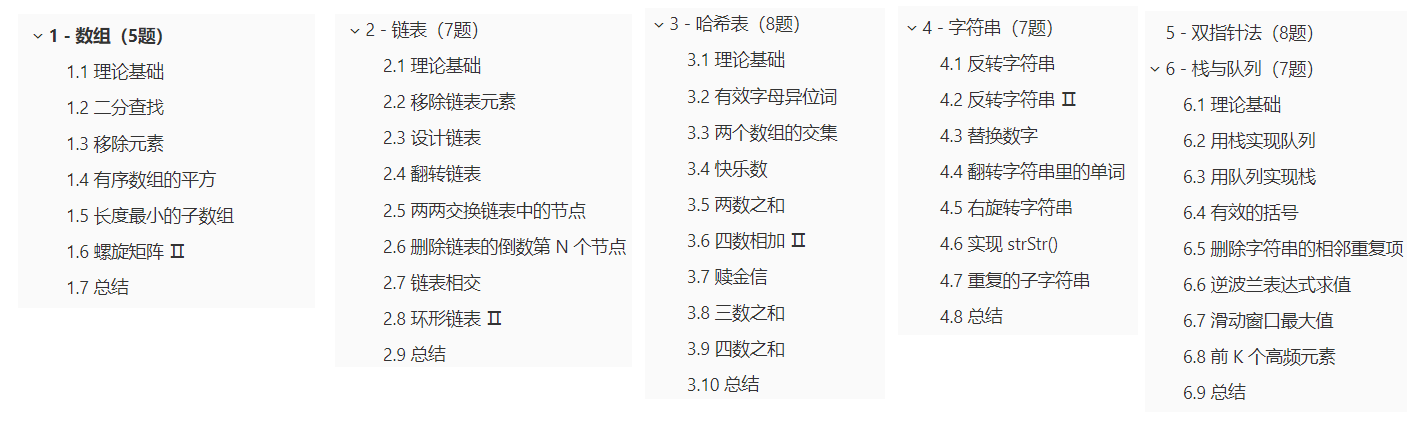 1 - 数组（5题）
1.1 理论基础
1.2 二分查找
1.3 移除元素
1.4 有序数组的平方
1.5 长度最小的子数组
1.6 螺旋矩阵 Ⅱ
1.7 总结
2 - 链表（7题）
2.1 理论基础
2.2 移除链表元素
2.3 设计链表
2.4 翻转链表
2.5 两两交换链表中的节点
2.6 删除链表的倒数第 N 个节点
2.7 链表相交
2.8 环形链表 Ⅱ
2.9 总结
3 - 哈希表（8题）
3.1 理论基础
3.2 有效字母异位词
3.3 两个数组的交集
3.4 快乐数
3.5 两数之和
3.6 四数相加 Ⅱ
3.7 赎金信
3.8 三数之和
3.9 四数之和
3.10 总结
4 - 字符串（7题）
4.1 反转字符串
4.2 反转字符串 Ⅱ
4.3 替换数字
4.4 翻转字符串里的单词
4.5 右旋转字符串
4.6 实现 strStr()
4.7 重复的子字符串
4.8 总结
5 - 双指针法（8题）
6 - 栈与队列（7题）
6.1 理论基础
6.2 用栈实现队列
6.3 用队列实现栈
6.4 有效的括号
6.5 删除字符串的相邻重复项
6.6 逆波兰表达式求值
6.7 滑动窗口最大值
6.8 前 K 个高频元素
6.9 总结